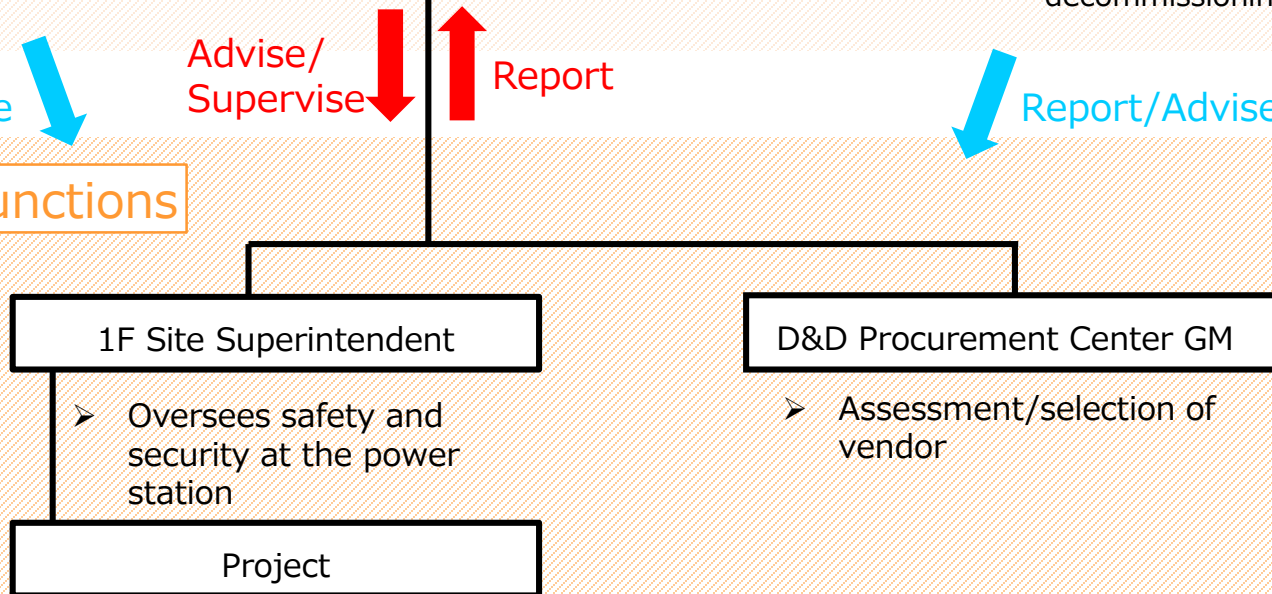 Advise/
Supervise
Report
Report/Advise
1F Site Superintendent
➢ Oversees safety and
security at the power
station
Project
D&D Procurement Center GM
➢ Assessment/selection of
vendor